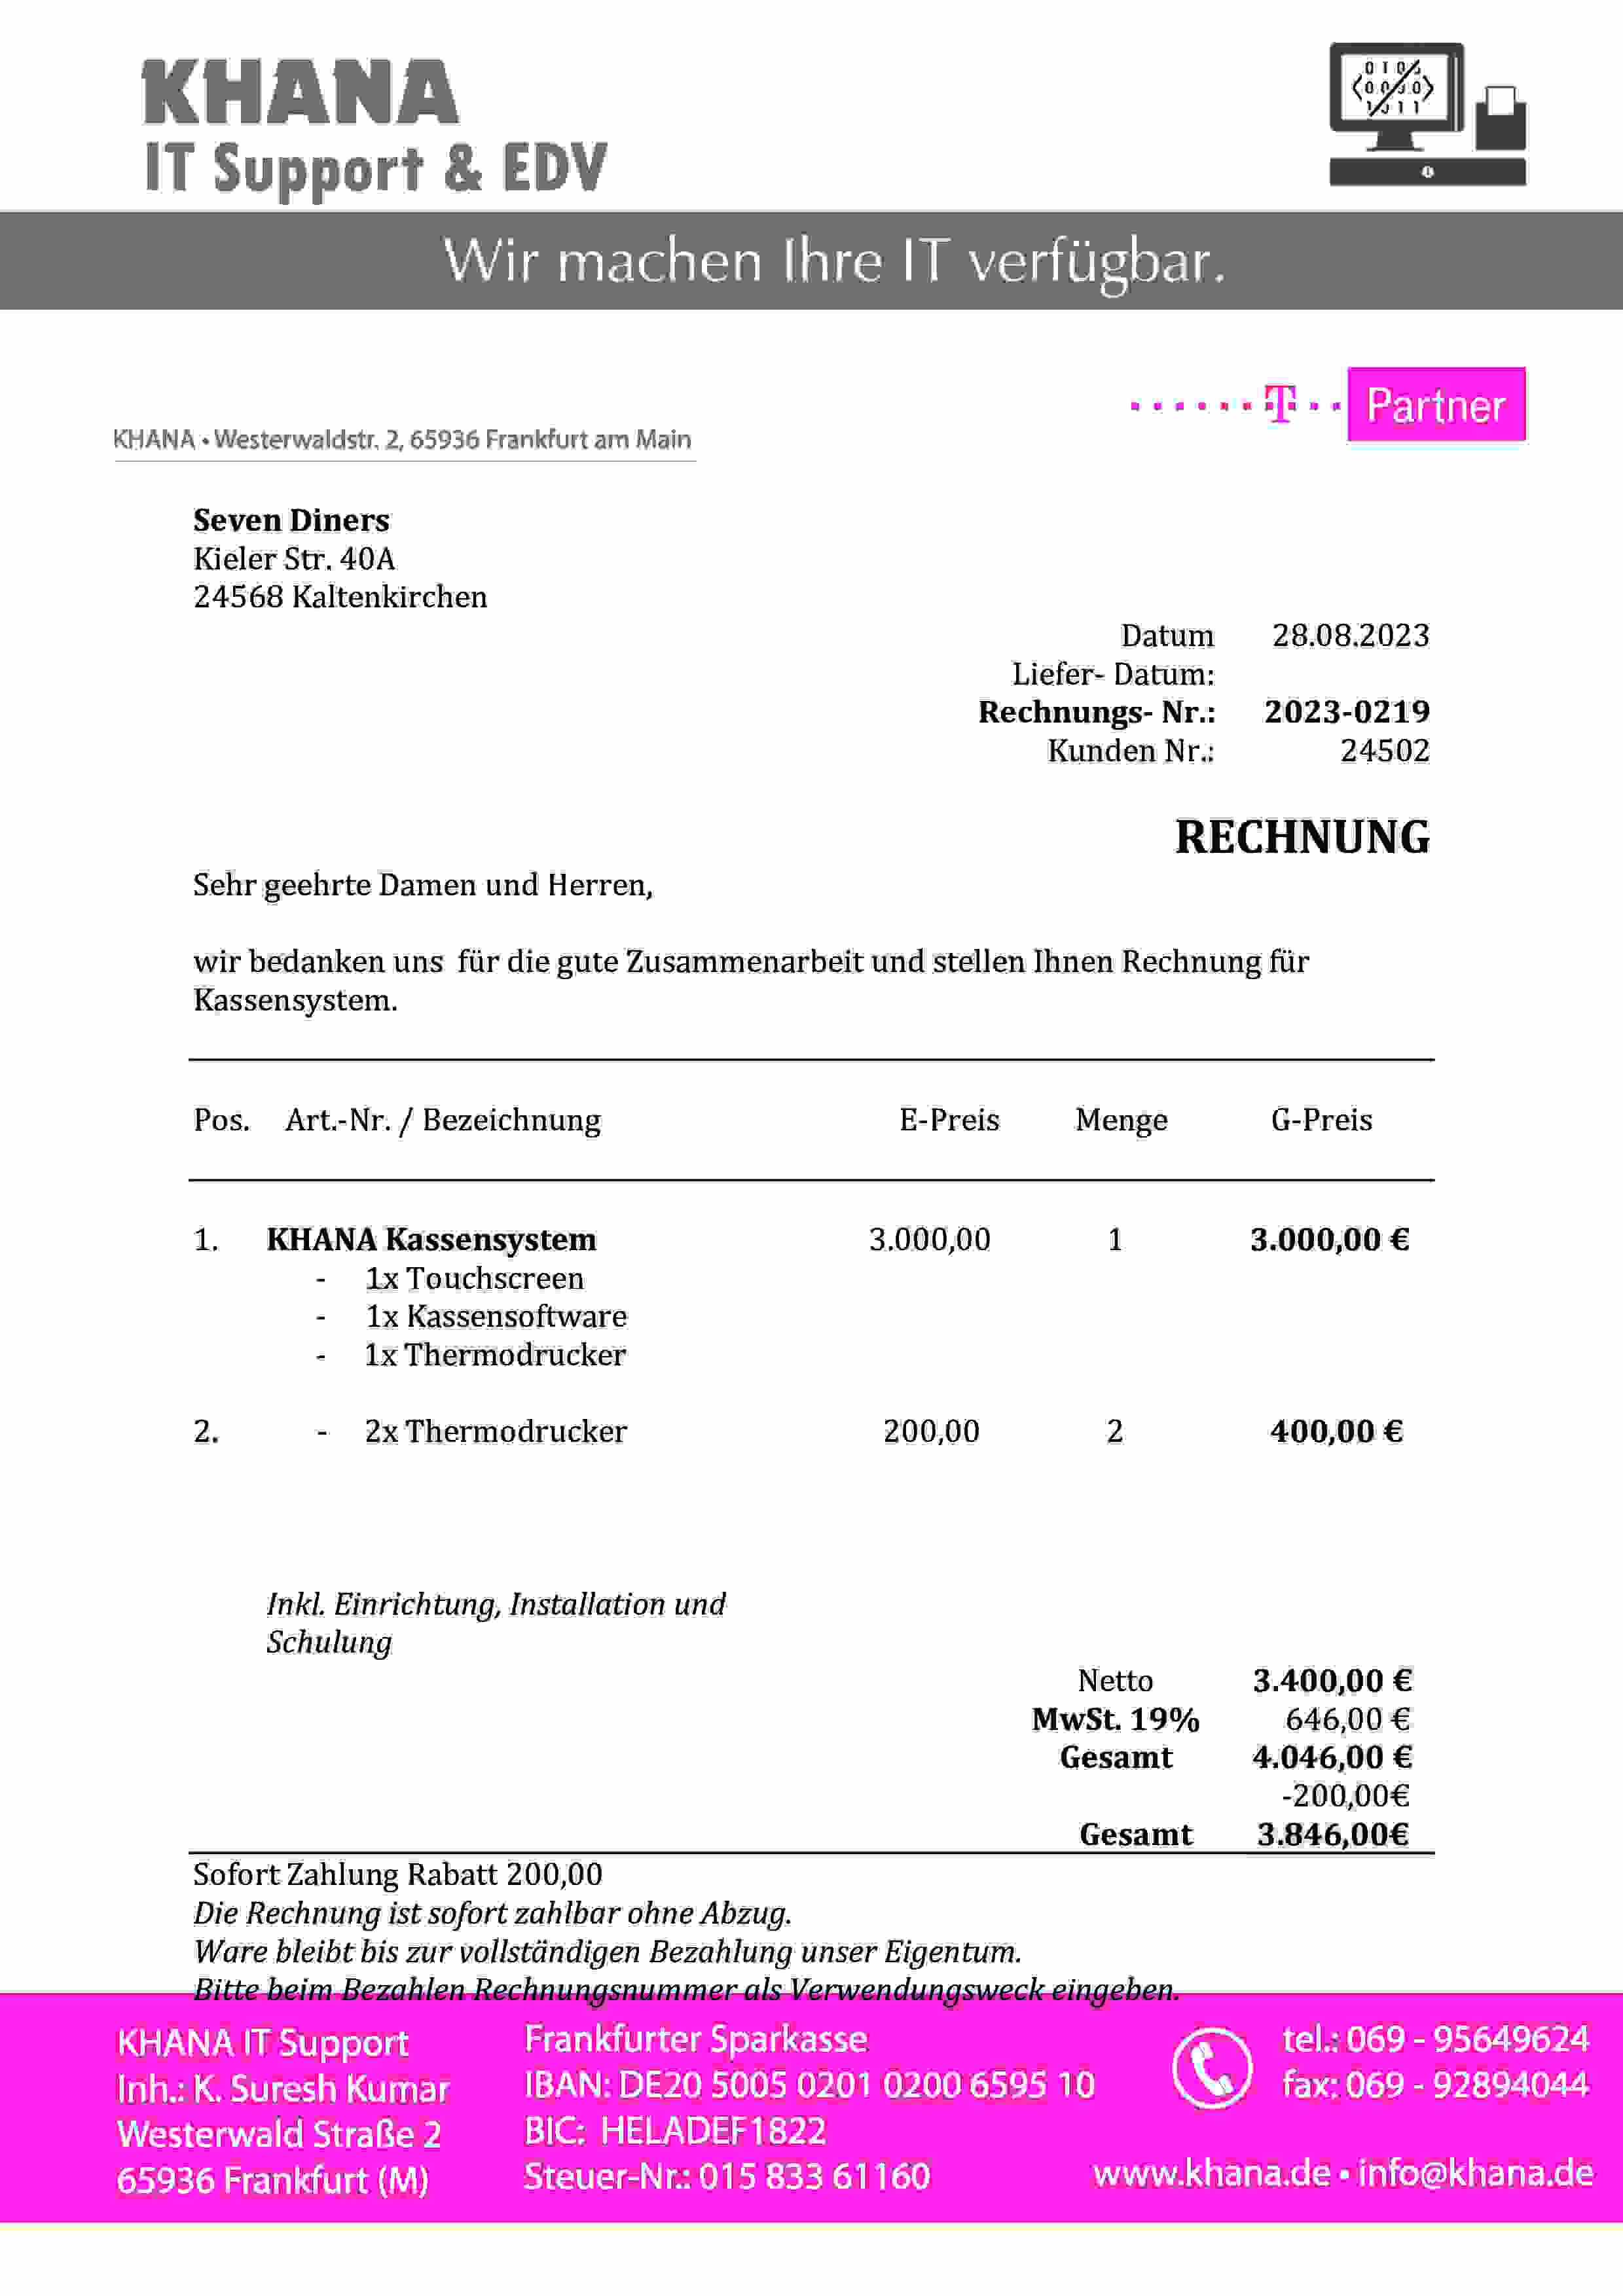 KHANA
IT Support & EDV
Wir machen Ihre IT verfügbar.
T Partner
KHANA • Westerwaldstr. 2, 65936 Frankfurt am Main
Seven Diners
Kieler Str. 40A
24568 Kaltenkirchen
Datum 28.08.2023
Liefer- Datum:
Rechnungs- Nr.: 2023-0219
Kunden Nr.: 24502
RECHNUNG
Sehr geehrte Damen und Herren,
wir bedanken uns für die gute Zusammenarbeit und stellen Ihnen Rechnung für
Kassensystem.
Pos. Art.-Nr. / Bezeichnung E-Preis Menge G-Preis
1. KHANA Kassensystem 3.000,00 1 3.000,00 €
- 1x Touchscreen
- 1x Kassensoftware
- 1x Thermodrucker
2. - 2x Thermodrucker 200,00 2 400,00 €
Inkl. Einrichtung, Installation und
Schulung
Netto 3.400,00 €
MwSt. 19% 646,00 €
Gesamt 4.046,00 €
-200,00€
Gesamt 3.846,00€
Sofort Zahlung Rabatt 200,00
Die Rechnung ist sofort zahlbar ohne Abzug.
Ware bleibt bis zur vollständigen Bezahlung unser Eigentum.
Bitte beim Bezahlen Rechnungsnummer als Verwendungsweck eingeben.
KHANA IT Support
Inh.: K. Suresh Kumar
Westerwald Straße 2
65936 Frankfurt (M)
Frankfurter Sparkasse
IBAN: DE20 5005 0201 0200 6595 10
BIC: HELADEF1822
Steuer-Nr.: 015 833 61160
tel.: 069 - 95649624
fax: 069 - 92894044
www.khana.de • info@khana.de